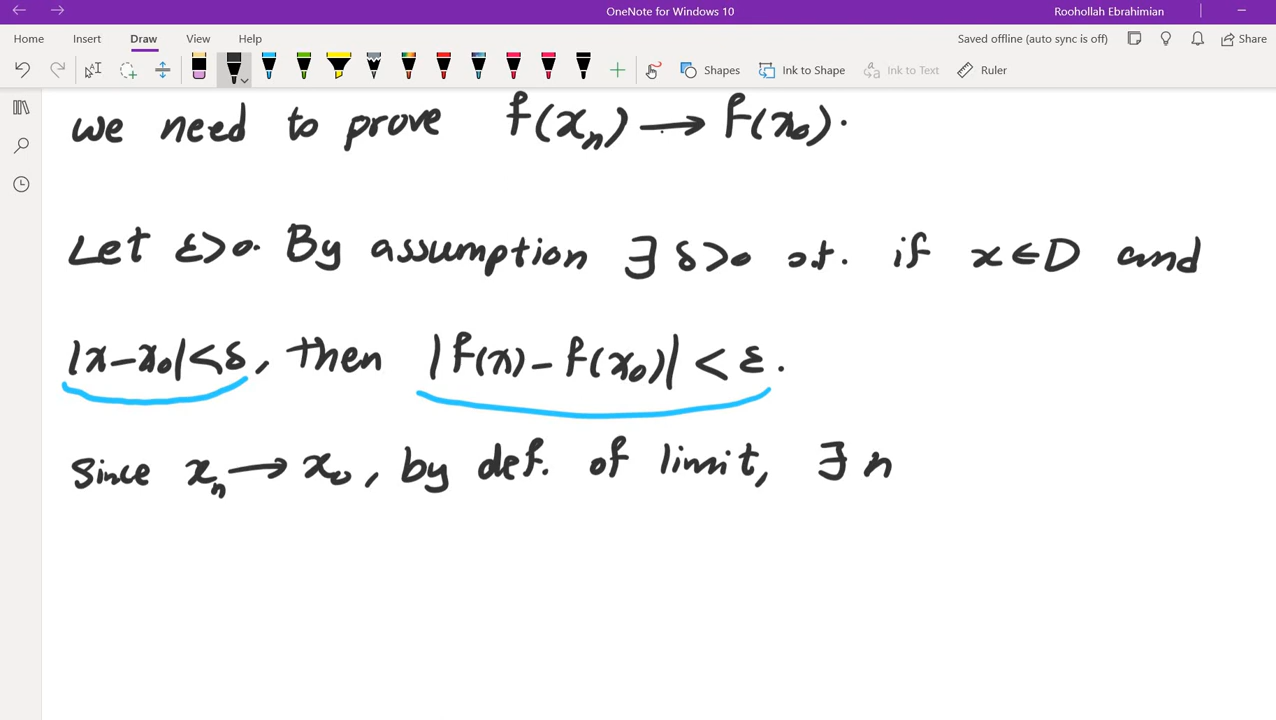 OneNote for Windows 10
Roohollah Ebrahimian
Home Insert Draw View Help
Saved offline (auto sync is off) Share
Shapes Ink to Shape Ink to Text Ruler
we need to prove f(xₙ) → f(x₀).
Let ε>0. By assumption ∃ δ>0 s.t. if x∈D and
|x-x₀|<δ, then |f(x) - f(x₀)| < ε.
Since xₙ → x₀, by def. of limit, ∃ n